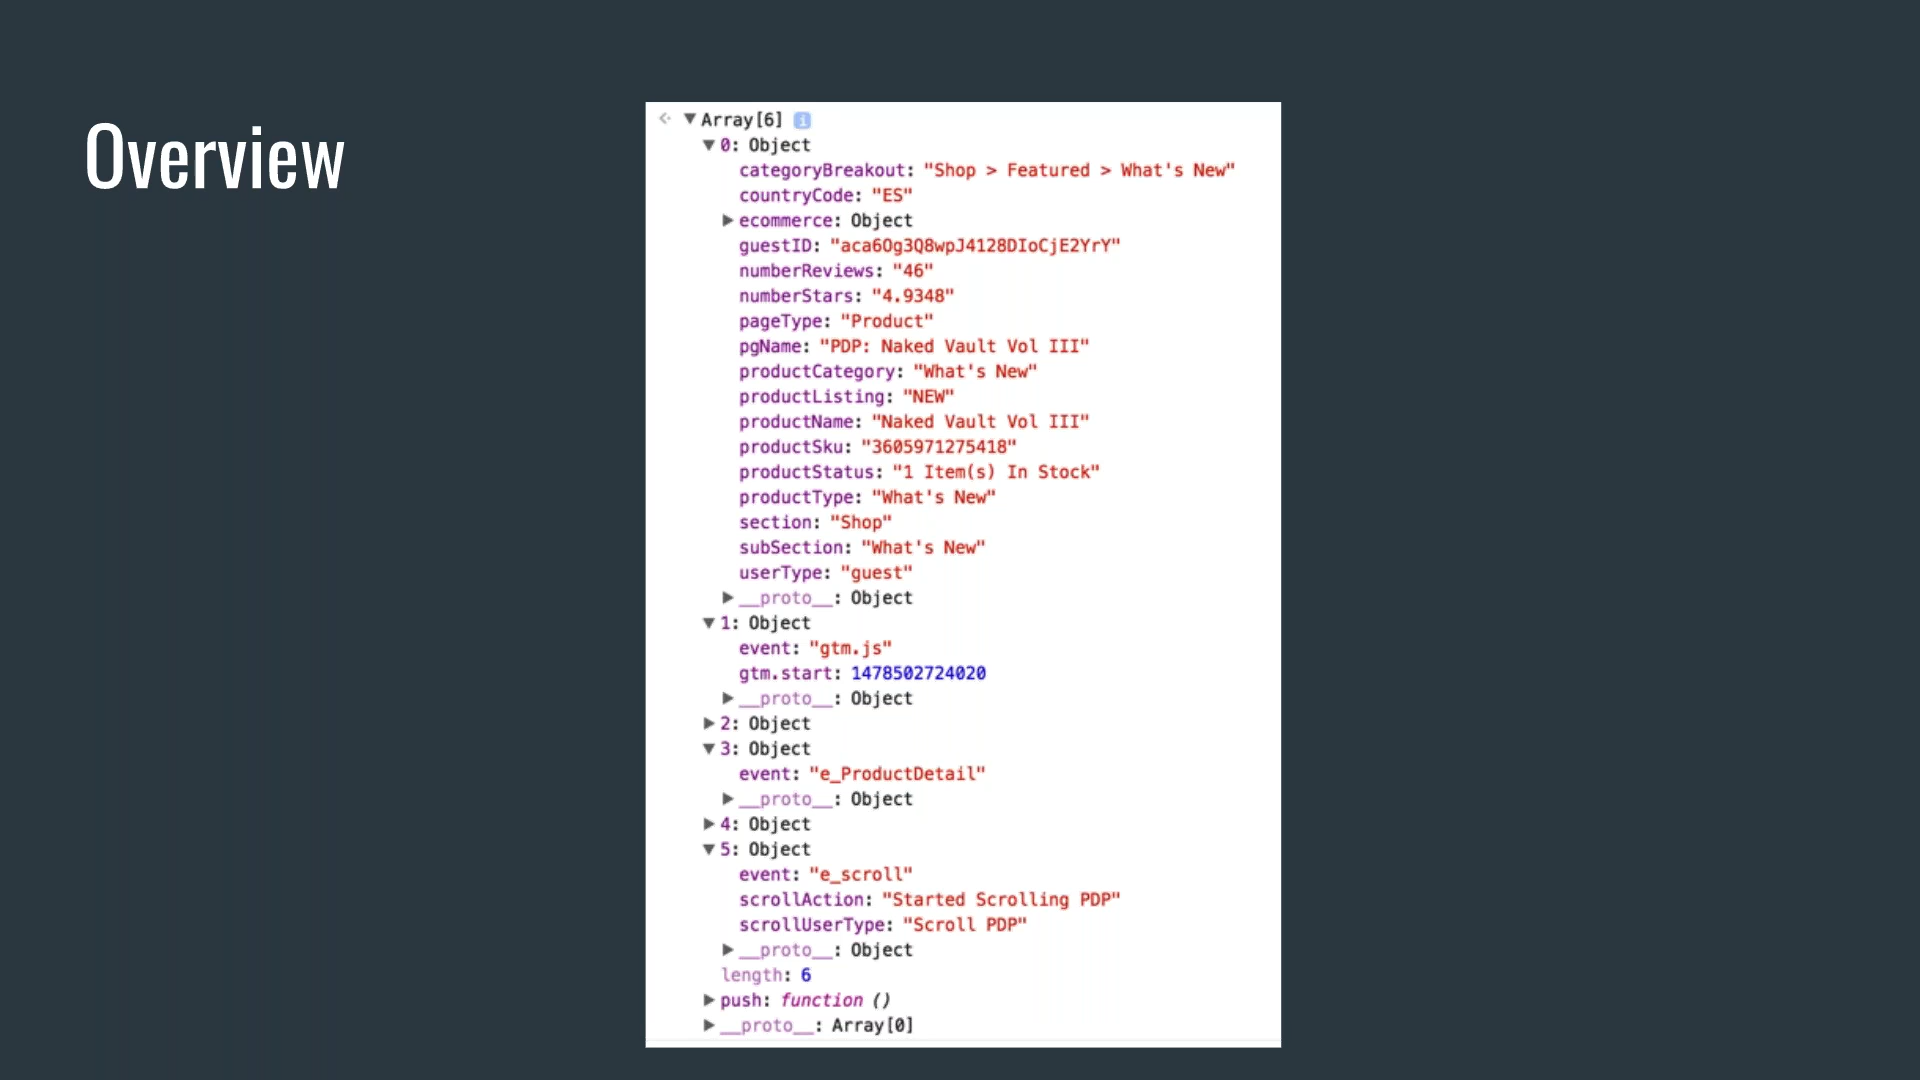 Overview
Array[6] i
0: Object
categoryBreakout: "Shop > Featured > What's New"
countryCode: "ES"
ecommerce: Object
guestID: "aca6Og3Q8wpJ4128DIoCjE2YrY"
numberReviews: "46"
numberStars: "4.9348"
pageType: "Product"
pgName: "PDP: Naked Vault Vol III"
productCategory: "What's New"
productListing: "NEW"
productName: "Naked Vault Vol III"
productSku: "3605971275418"
productStatus: "1 Item(s) In Stock"
productType: "What's New"
section: "Shop"
subSection: "What's New"
userType: "guest"
__proto__: Object
1: Object
event: "gtm.js"
gtm.start: 1478502724020
__proto__: Object
2: Object
3: Object
event: "e_ProductDetail"
__proto__: Object
4: Object
5: Object
event: "e_scroll"
scrollAction: "Started Scrolling PDP"
scrollUserType: "Scroll PDP"
__proto__: Object
length: 6
push: function ()
__proto__: Array[0]